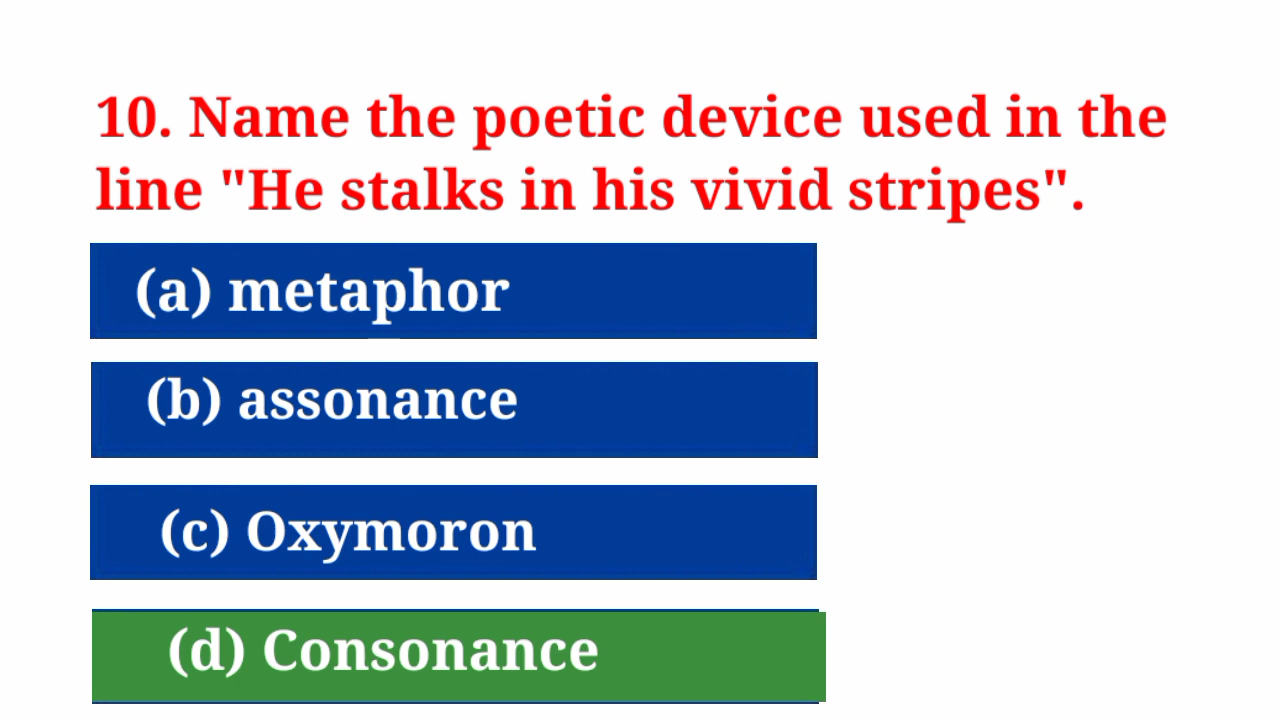 10. Name the poetic device used in the
line "He stalks in his vivid stripes".
(a) metaphor
(b) assonance
(c) Oxymoron
(d) Consonance